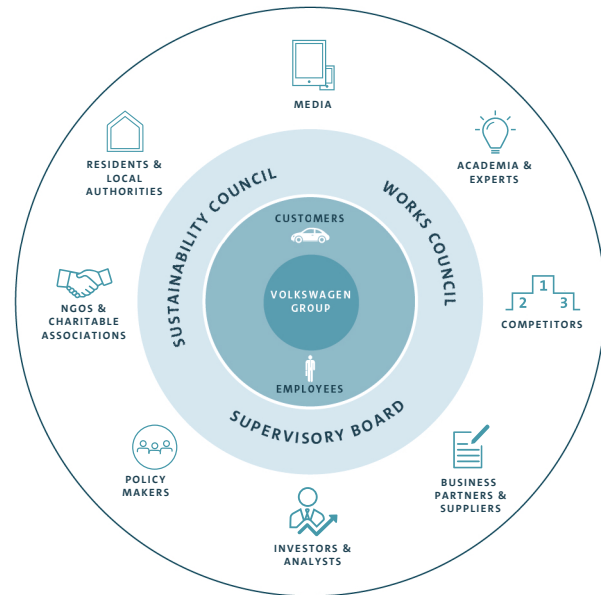 MEDIA
RESIDENTS &
LOCAL
AUTHORITIES
ACADEMIA &
EXPERTS
SUSTAINABILITY COUNCIL
WORKS COUNCIL
CUSTOMERS
VOLKSWAGEN
GROUP
EMPLOYEES
SUPERVISORY BOARD
NGOS &
CHARITABLE
ASSOCIATIONS
1
2
3
COMPETITORS
POLICY
MAKERS
BUSINESS
PARTNERS &
SUPPLIERS
INVESTORS &
ANALYSTS